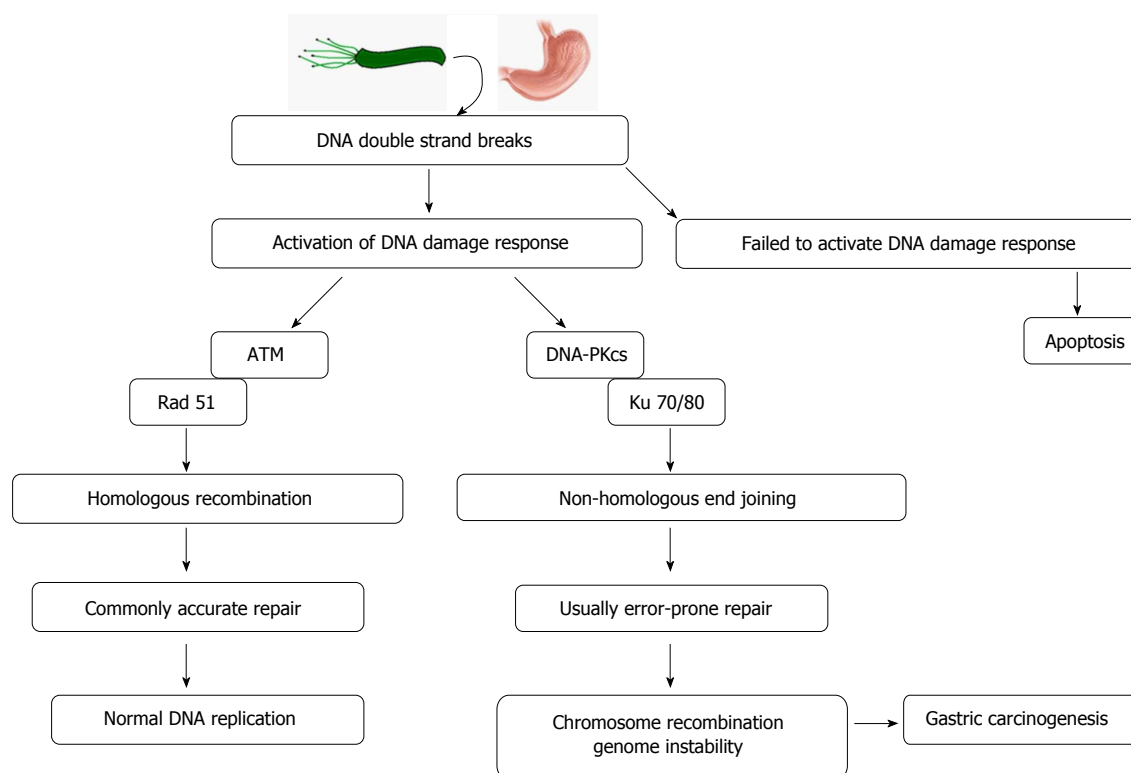 DNA double strand breaks
Activation of DNA damage response
Failed to activate DNA damage response
ATM
DNA-PKcs
Apoptosis
Rad 51
Ku 70/80
Homologous recombination
Non-homologous end joining
Commonly accurate repair
Usually error-prone repair
Normal DNA replication
Chromosome recombination
genome instability
Gastric carcinogenesis